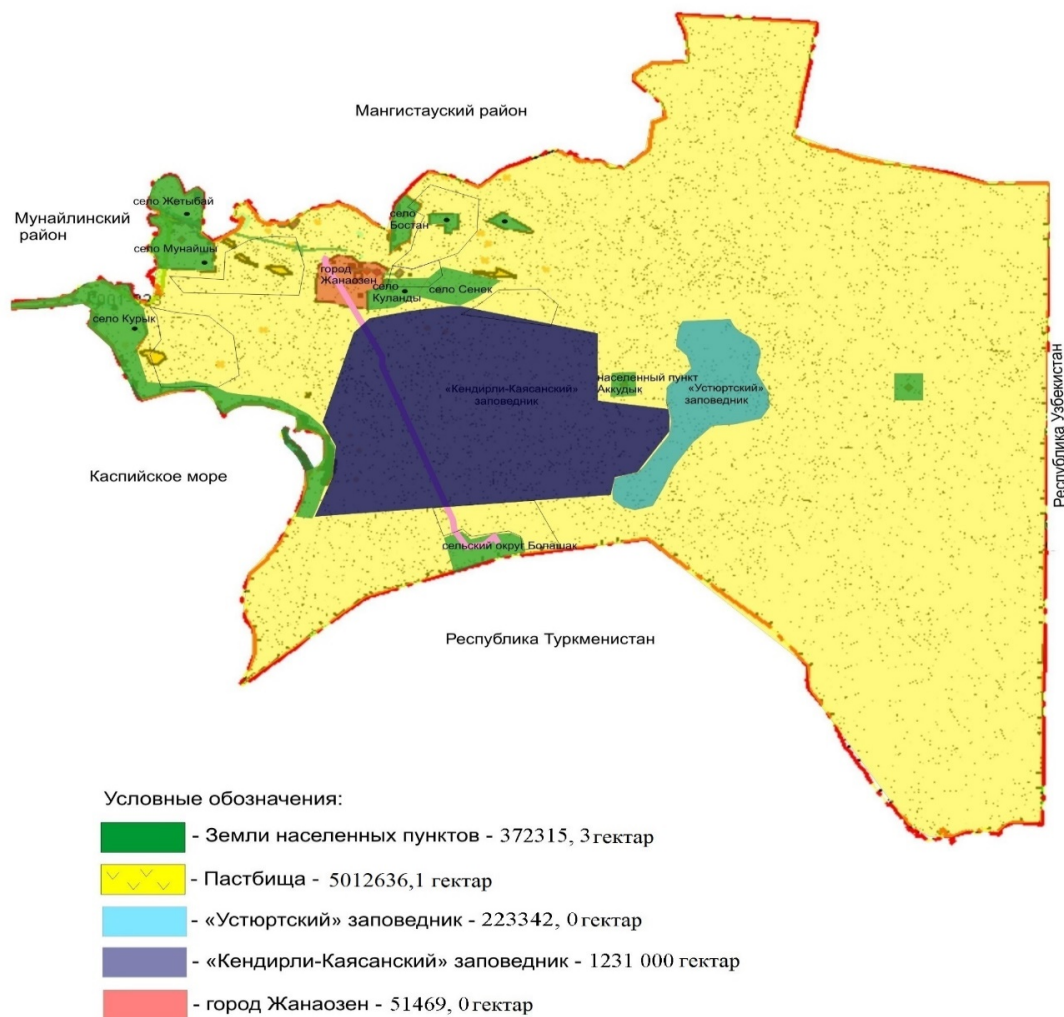 Мангистауский район
село Жетыбай
Мунайлинский
район
село Бостан
село Мунайшы
город
Жанаозен
село
Куланды
село Сенек
село Курык
населенный пункт
Аккудык
«Кендирли-Каясанский»
заповедник
«Устюртский»
заповедник
Республика Узбекистан
Каспийское море
сельский округ Болашак
Республика Туркменистан
Условные обозначения:
- Земли населенных пунктов - 372315, 3 гектар
- Пастбища - 5012636,1 гектар
- «Устюртский» заповедник - 223342, 0 гектар
- «Кендирли-Каясанский» заповедник - 1231 000 гектар
- город Жанаозен - 51469, 0 гектар